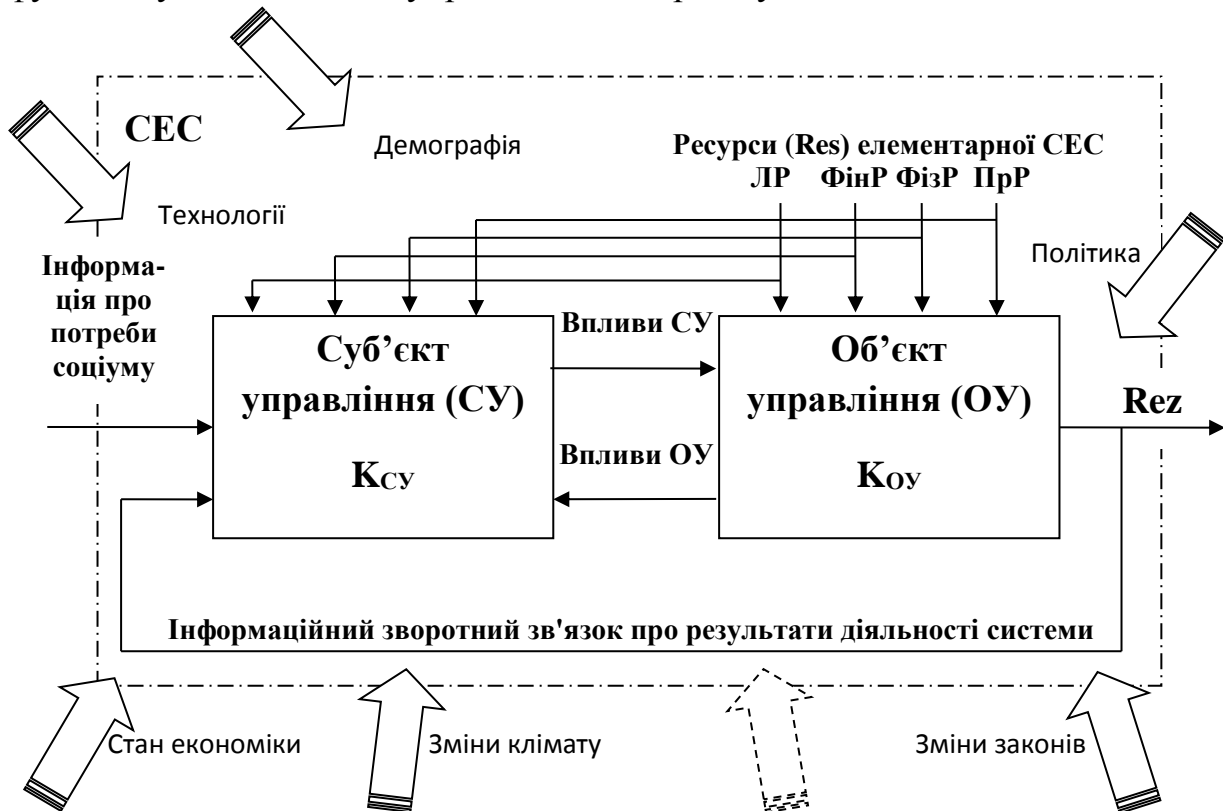 СЕС
Демографія
Ресурси (Res) елементарної СЕС
ЛР ФінР ФізР ПрР
Технології
Політика
Інформа-
ція про
потреби
соціуму
Суб’єкт
управління (СУ)
КСУ
Впливи СУ
Впливи ОУ
Об’єкт
управління (ОУ)
КОУ
Rez
Інформаційний зворотний зв'язок про результати діяльності системи
Стан економіки
Зміни клімату
Зміни законів